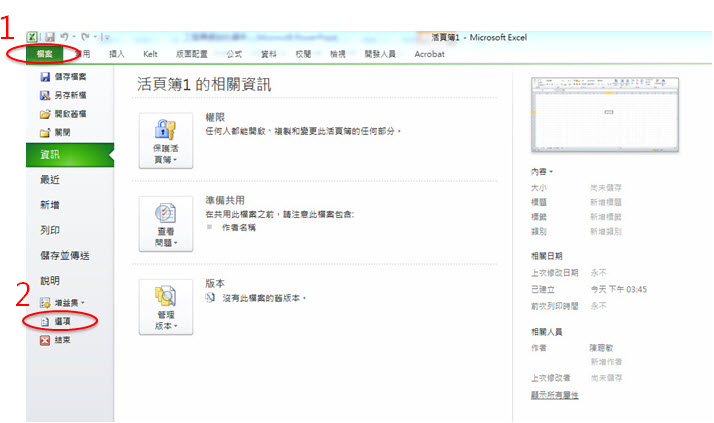 1
活頁簿1 - Microsoft Excel
檔案 常用 插入 Kelt 版面配置 公式 資料 校閱 檢視 開發人員 Acrobat
儲存檔案
另存新檔
開啟舊檔
關閉
資訊
最近
新增
列印
儲存並傳送
說明
2
增益集
選項
結束
活頁簿1 的相關資訊
保護活
頁簿
權限
任何人都能開啟、複製和變更此活頁簿的任何部分。
查看
問題
準備共用
在共用此檔案之前，請注意此檔案包含:
作者名稱
管理
版本
版本
沒有此檔案的舊版本。
內容
大小 尚未儲存
標題 新增標題
標籤 新增標籤
類別 新增類別
相關日期
上次修改日期 永不
已建立 今天 下午 03:45
前次列印時間 永不
相關人員
作者 陳聰敏
新增作者
上次修改者 尚未儲存
顯示所有屬性